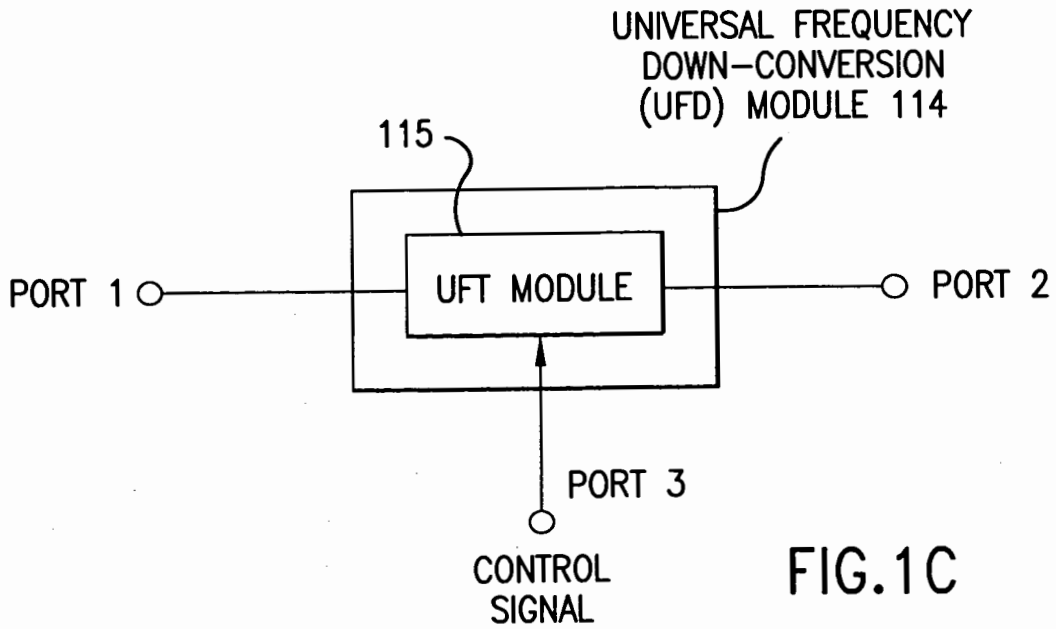 UNIVERSAL FREQUENCY
DOWN-CONVERSION
(UFD) MODULE 114
115
PORT 1
UFT MODULE
PORT 2
PORT 3
CONTROL
SIGNAL
FIG.1C